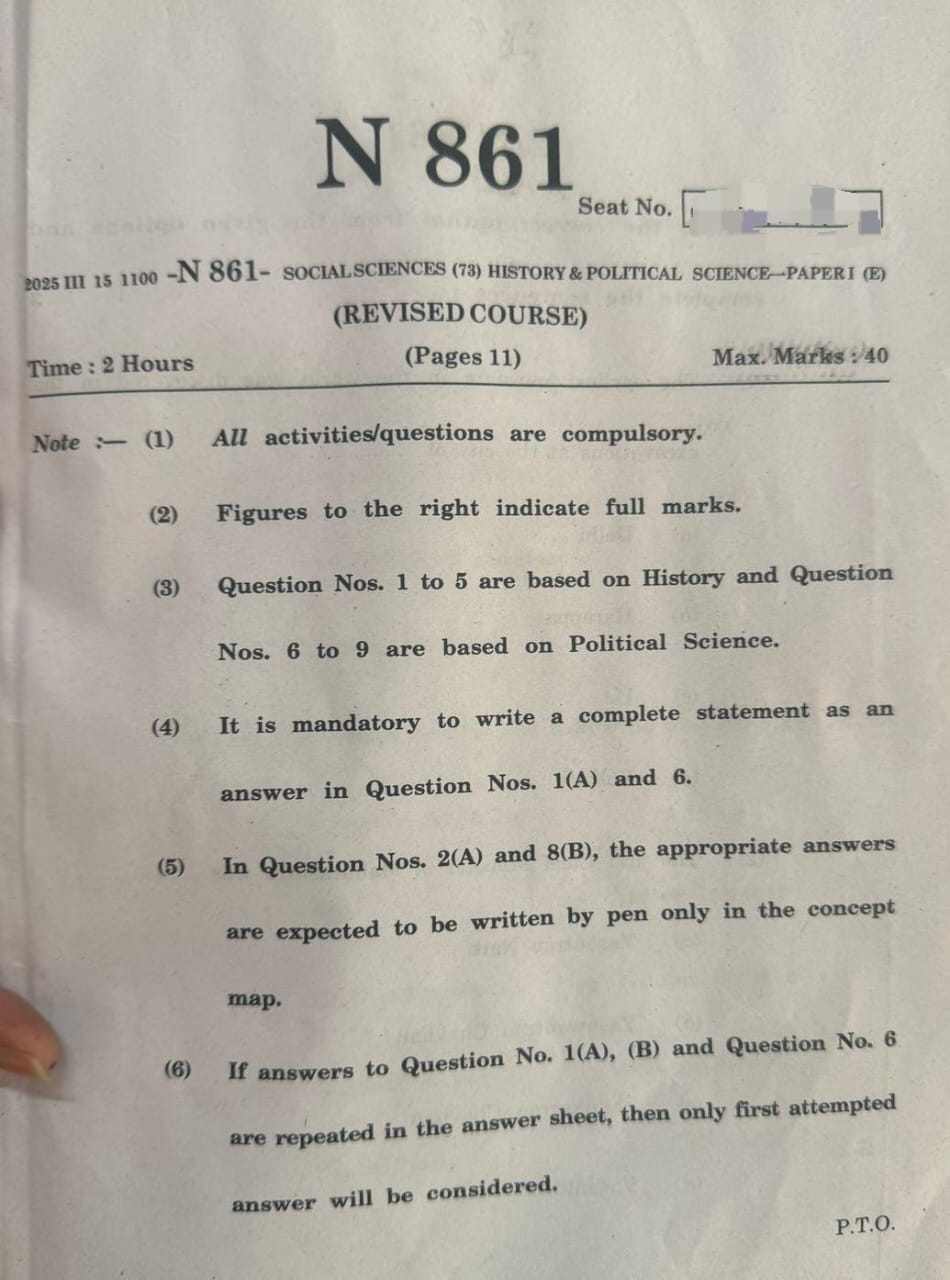 N 861
Seat No.
2025 III 15 1100 -N 861- SOCIAL SCIENCES (73) HISTORY & POLITICAL SCIENCE—PAPER I (E)
(REVISED COURSE)
Time : 2 Hours (Pages 11) Max. Marks : 40
Note :— (1) All activities/questions are compulsory.
(2) Figures to the right indicate full marks.
(3) Question Nos. 1 to 5 are based on History and Question
Nos. 6 to 9 are based on Political Science.
(4) It is mandatory to write a complete statement as an
answer in Question Nos. 1(A) and 6.
(5) In Question Nos. 2(A) and 8(B), the appropriate answers
are expected to be written by pen only in the concept
map.
(6) If answers to Question No. 1(A), (B) and Question No. 6
are repeated in the answer sheet, then only first attempted
answer will be considered.
P.T.O.